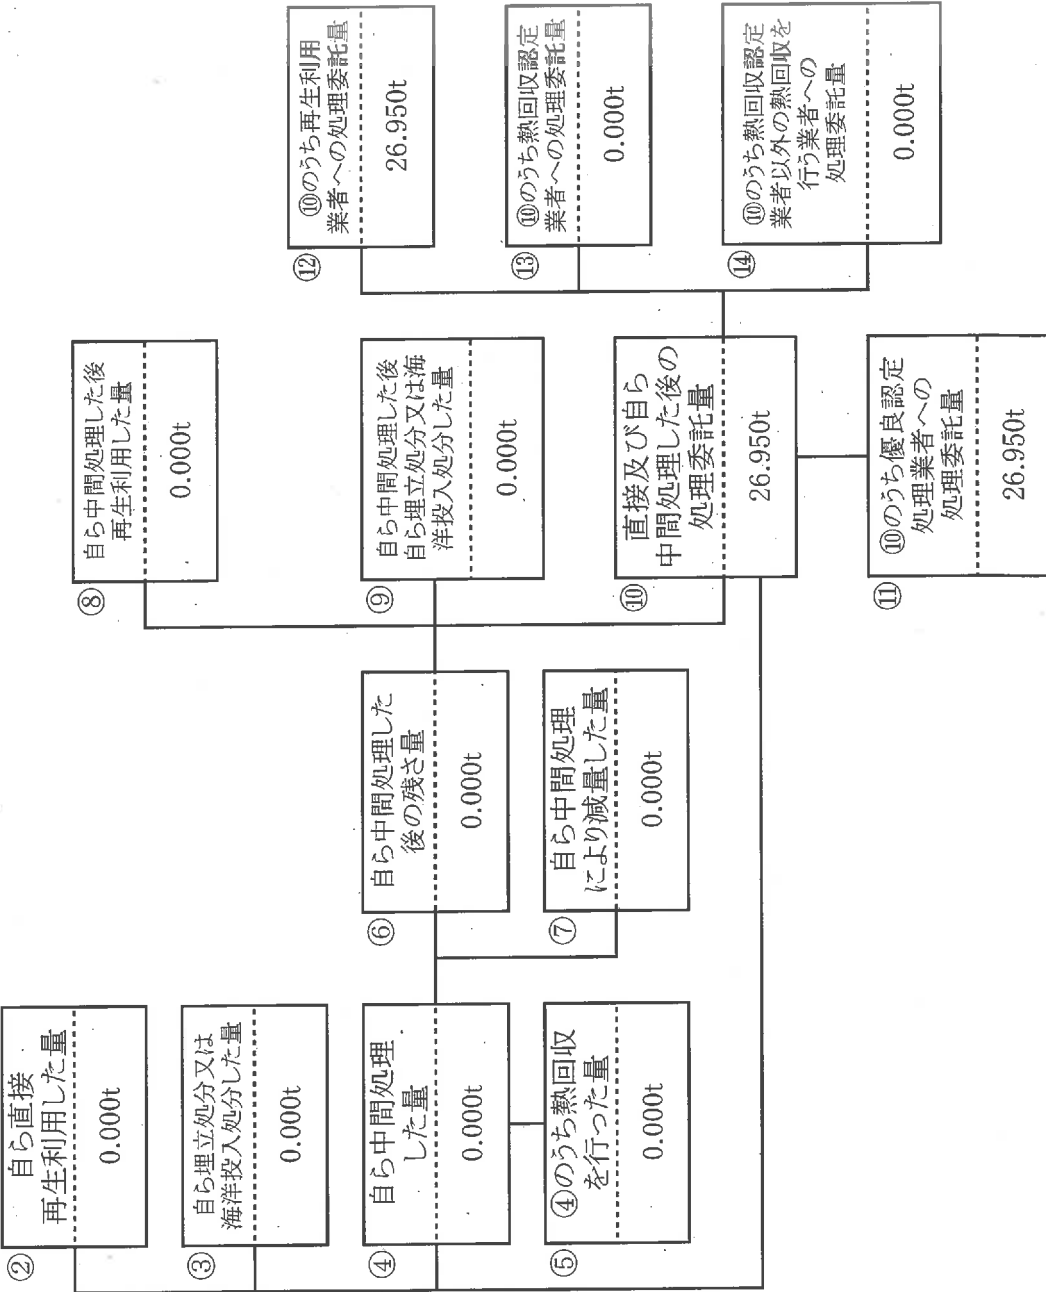 ②
自ら直接
再生利用した量
0.000t
③
自ら埋立処分又は
海洋投入処分した量
0.000t
④
自ら中間処理
した量
0.000t
⑤
④のうち熱回収
を行った量
0.000t
⑥
自ら中間処理した
後の残さ量
0.000t
⑦
自ら中間処理
により減量した量
0.000t
⑧
自ら中間処理した後
再生利用した量
0.000t
⑨
自ら中間処理した後
自ら埋立処分又は海
洋投入処分した量
0.000t
⑩
直接及び自ら
中間処理した後の
処理委託量
26.950t
⑪
⑩のうち優良認定
処理業者への
処理委託量
26.950t
⑫
⑩のうち再生利用
業者への処理委託量
26.950t
⑬
⑩のうち熱回収認定
業者への処理委託量
0.000t
⑭
⑩のうち熱回収認定
業者以外の熱回収を
行う業者への
処理委託量
0.000t